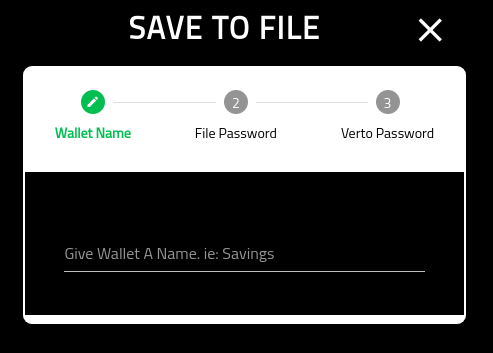 SAVE TO FILE
2
3
Wallet Name
File Password
Verto Password
Give Wallet A Name. ie: Savings